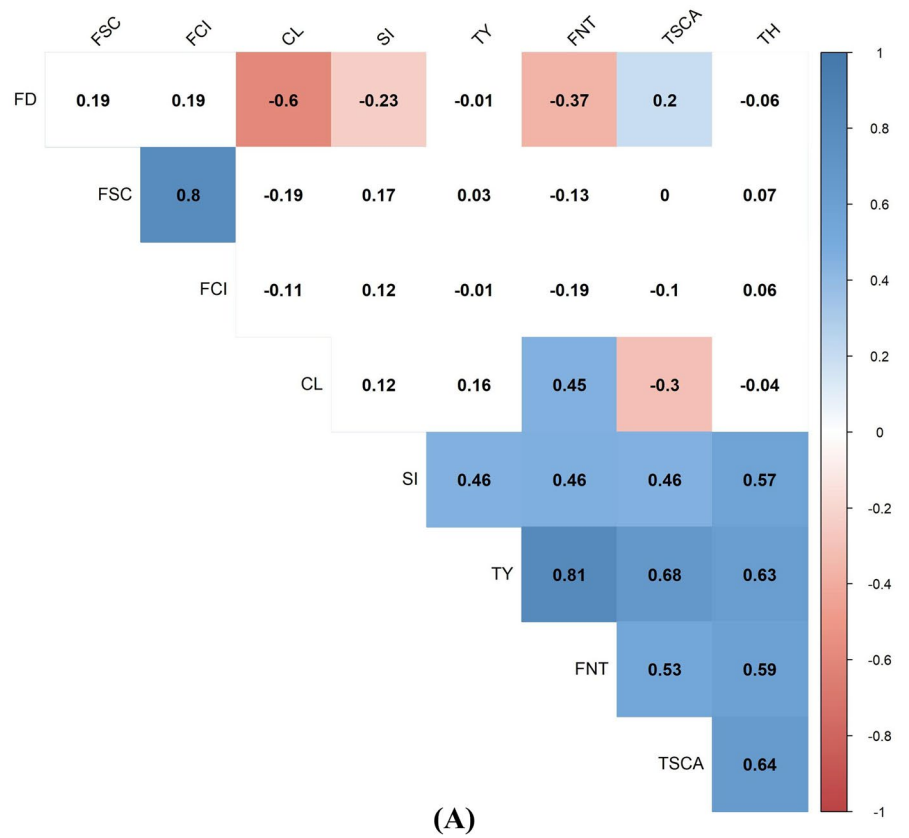 FSC FCI CL SI TY FNT TSCA TH
1
FD 0.19 0.19 -0.6 -0.23 -0.01 -0.37 0.2 -0.06
0.8
FSC 0.8 -0.19 0.17 0.03 -0.13 0 0.07
0.6
FCI -0.11 0.12 -0.01 -0.19 -0.1 0.06
0.4
0.2
CL 0.12 0.16 0.45 -0.3 -0.04
0
SI 0.46 0.46 0.46 0.57
-0.2
TY 0.81 0.68 0.63
-0.4
-0.6
FNT 0.53 0.59
-0.8
TSCA 0.64
-1
(A)